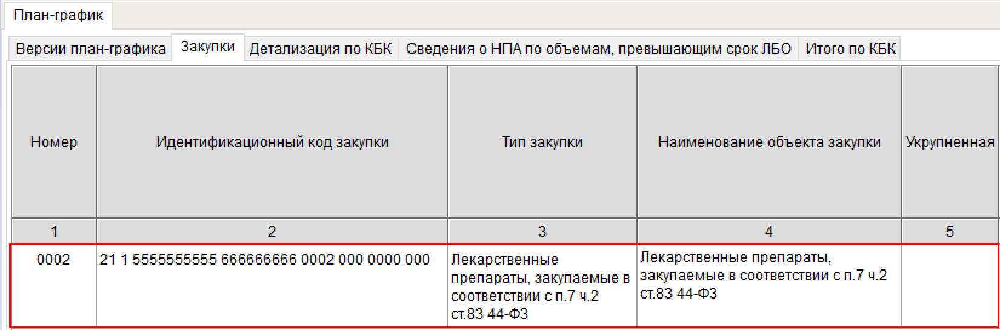 План-график
Версии план-графика Закупки Детализация по КБК Сведения о НПА по объемам, превышающим срок ЛБО Итого по КБК
Номер Идентификационный код закупки Тип закупки Наименование объекта закупки Укрупненная
1 2 3 4 5
0002 21 1 5555555555 666666666 0002 000 0000 000
Лекарственные
препараты, закупаемые в
соответствии с п.7 ч.2
ст.83 44-ФЗ
Лекарственные препараты,
закупаемые в соответствии с п.7 ч.2
ст.83 44-ФЗ